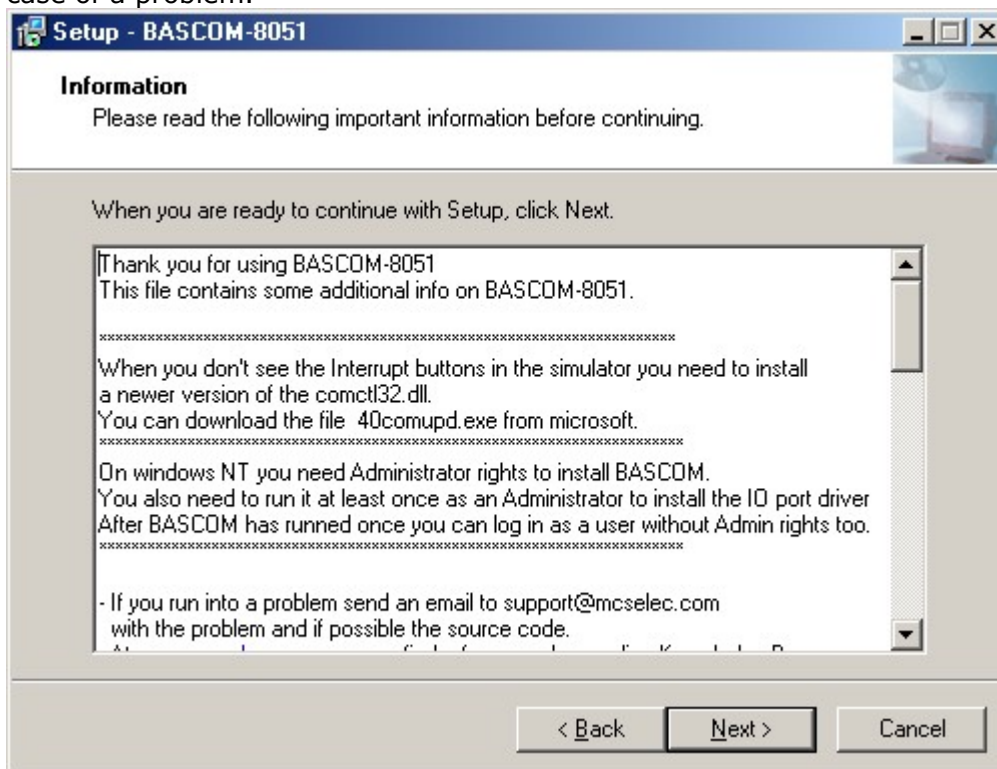 case of a problem.
Setup - BASCOM-8051
Information
Please read the following important information before continuing.
When you are ready to continue with Setup, click Next.
Thank you for using BASCOM-8051
This file contains some additional info on BASCOM-8051.
************************************************************************
When you don't see the Interrupt buttons in the simulator you need to install
a newer version of the comctl32.dll.
You can download the file 40comupd.exe from microsoft.
*************************************************************************
On windows NT you need Administrator rights to install BASCOM.
You also need to run it at least once as an Administrator to install the IO port driver
After BASCOM has runned once you can log in as a user without Admin rights too.
*************************************************************************
- If you run into a problem send an email to support@mcselec.com
with the problem and if possible the source code.
< Back
Next >
Cancel